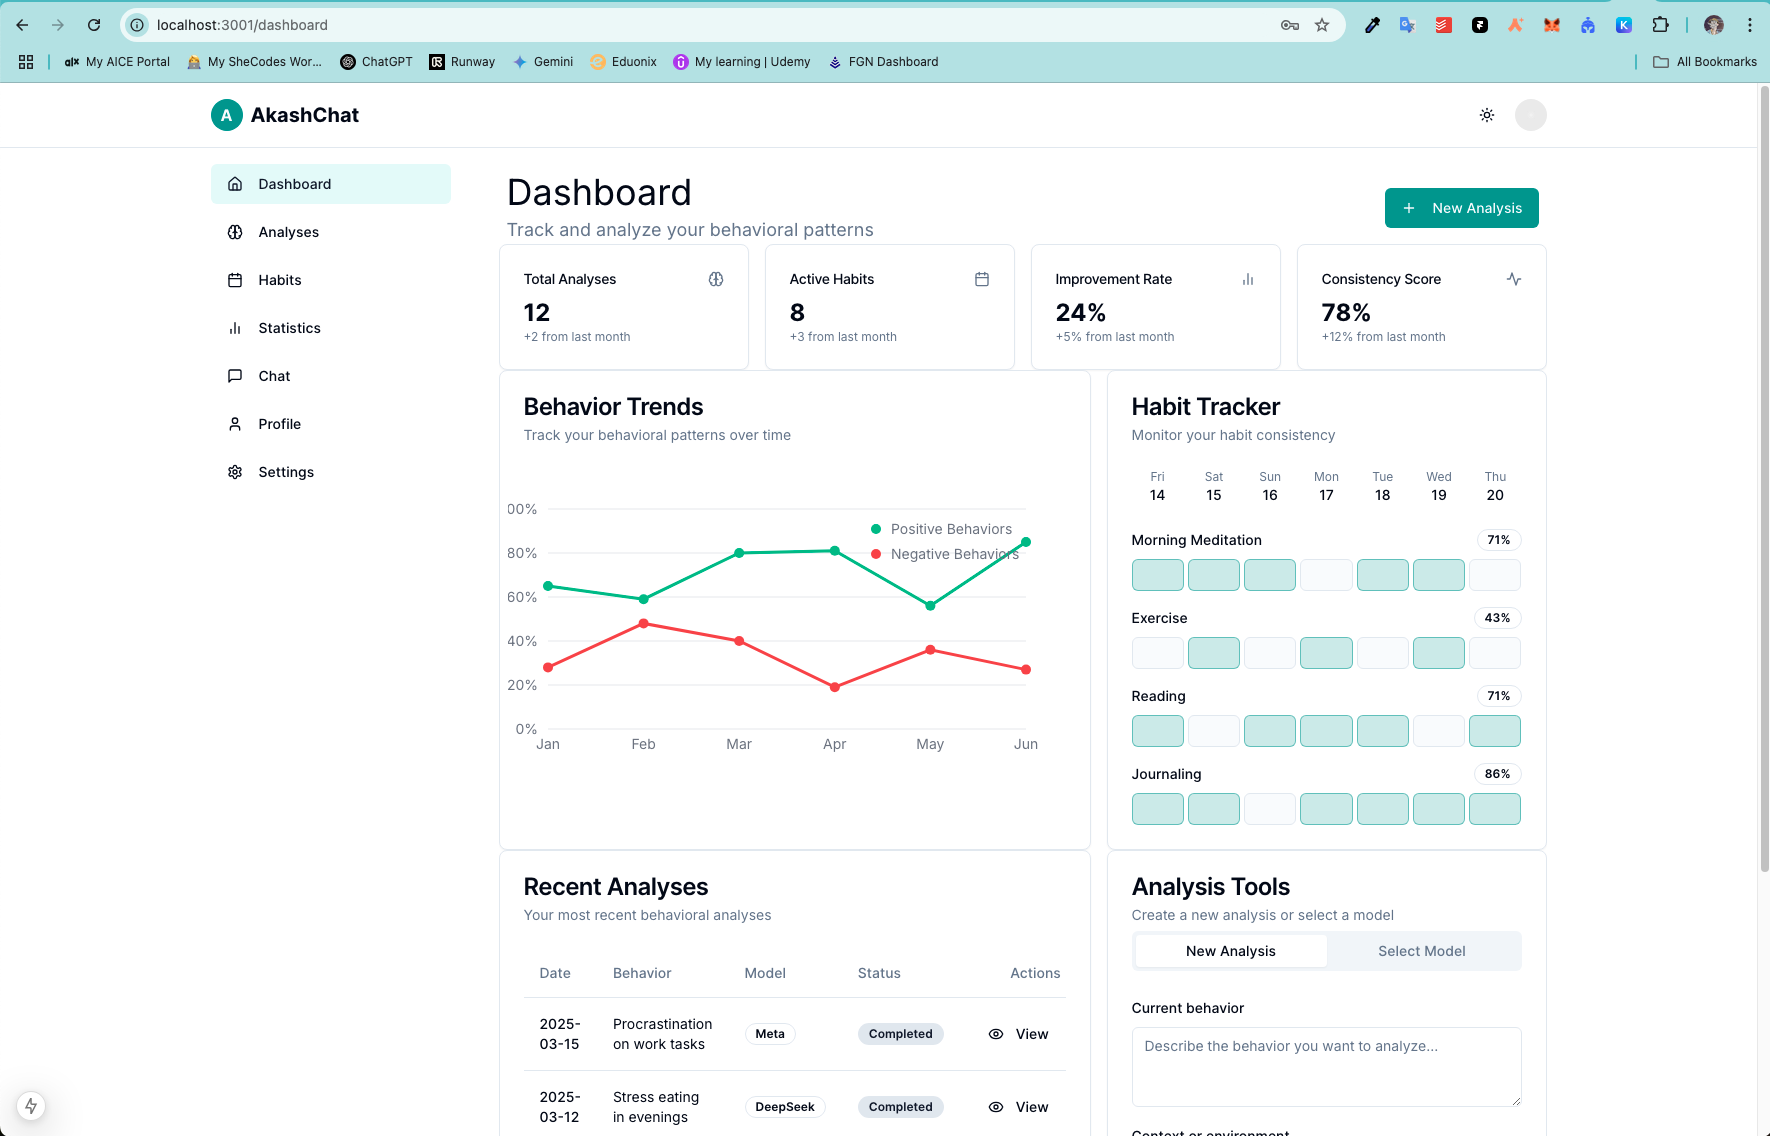 localhost:3001/dashboard
My AICE Portal
My SheCodes Wor...
ChatGPT
Runway
Gemini
Eduonix
My learning | Udemy
FGN Dashboard
All Bookmarks
A AkashChat
Dashboard
Analyses
Habits
Statistics
Chat
Profile
Settings
Dashboard
Track and analyze your behavioral patterns
+ New Analysis
Total Analyses
12
+2 from last month
Active Habits
8
+3 from last month
Improvement Rate
24%
+5% from last month
Consistency Score
78%
+12% from last month
Behavior Trends
Track your behavioral patterns over time
00%
80%
60%
40%
20%
0%
Positive Behaviors
Negative Behaviors
Jan Feb Mar Apr May Jun
Habit Tracker
Monitor your habit consistency
Fri Sat Sun Mon Tue Wed Thu
14 15 16 17 18 19 20
Morning Meditation 71%
Exercise 43%
Reading 71%
Journaling 86%
Recent Analyses
Your most recent behavioral analyses
Date Behavior Model Status Actions
2025-
03-15
Procrastination
on work tasks
Meta
Completed
View
2025-
03-12
Stress eating
in evenings
DeepSeek
Completed
View
Analysis Tools
Create a new analysis or select a model
New Analysis
Select Model
Current behavior
Describe the behavior you want to analyze...
Context or environment